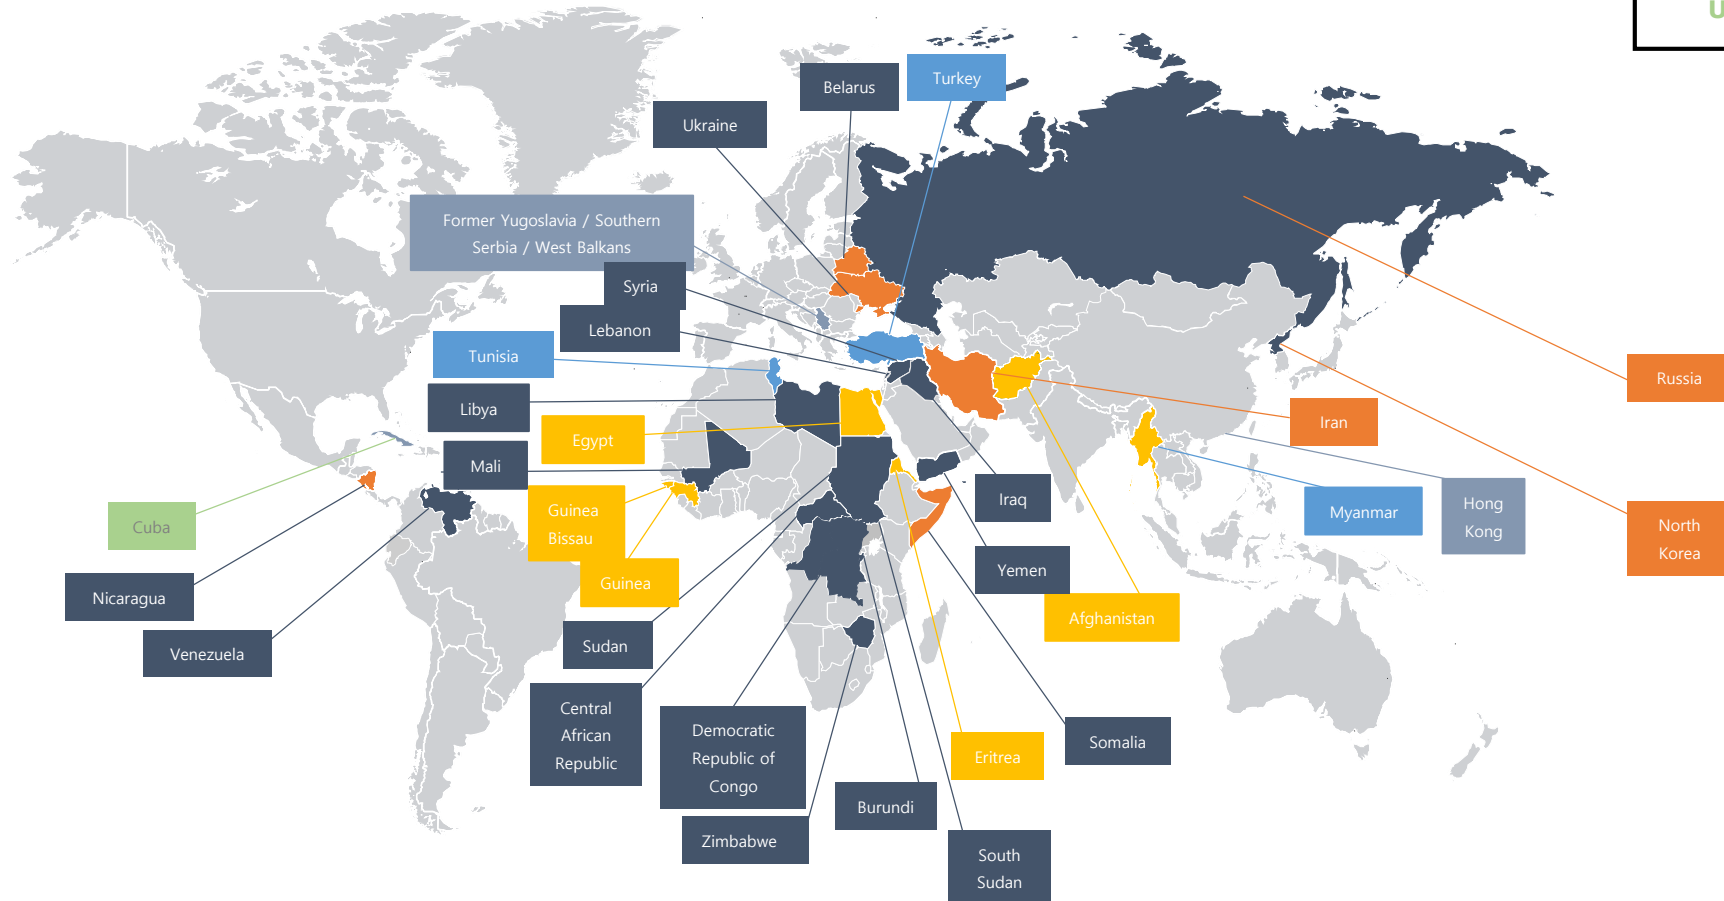 U
Belarus
Turkey
Ukraine
Former Yugoslavia / Southern
Serbia / West Balkans
Syria
Lebanon
Tunisia
Libya
Egypt
Mali
Guinea
Bissau
Guinea
Cuba
Nicaragua
Venezuela
Sudan
Central
African
Republic
Democratic
Republic of
Congo
Zimbabwe
Burundi
South
Sudan
Eritrea
Somalia
Afghanistan
Yemen
Iraq
Iran
Myanmar
Hong
Kong
Russia
North
Korea